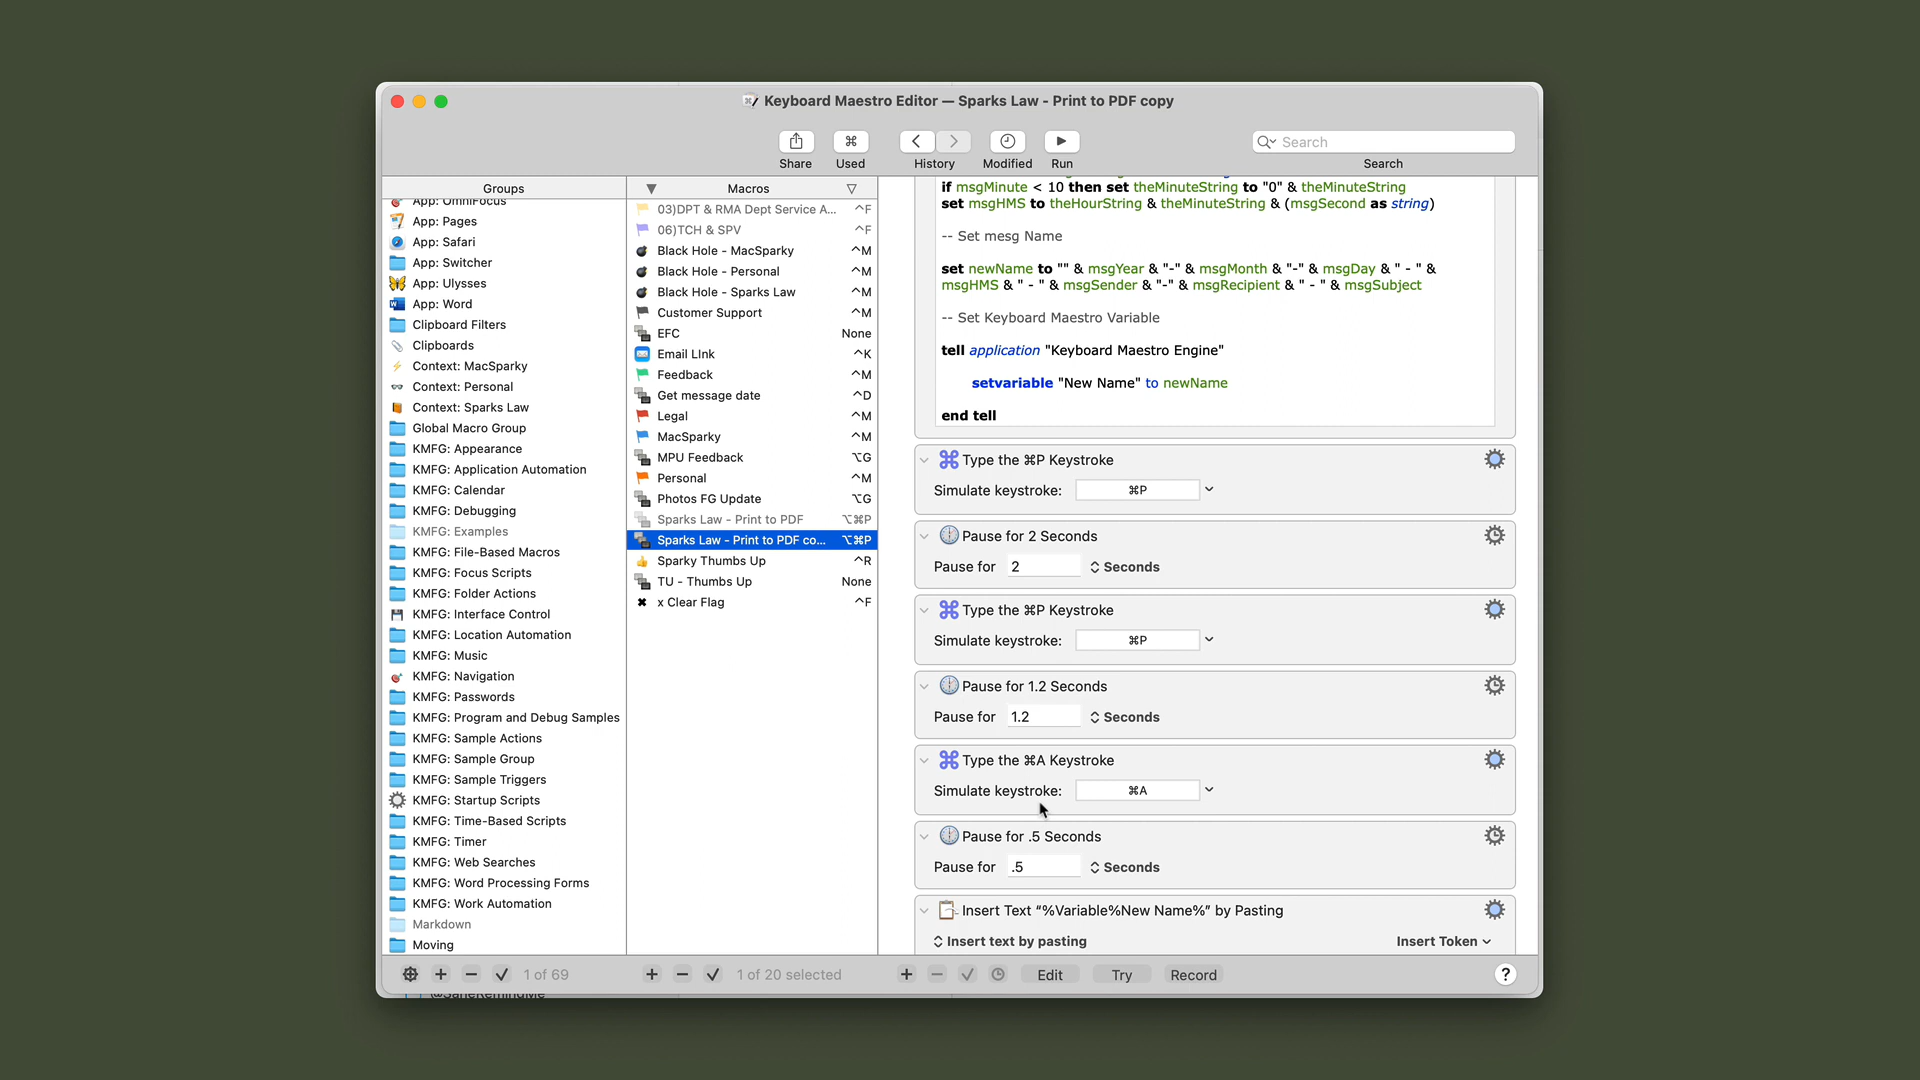 Keyboard Maestro Editor — Sparks Law - Print to PDF copy
Share
Used
History
Modified
Run
Search
Search
Groups
App: OmniFocus
App: Pages
App: Safari
App: Switcher
App: Ulysses
App: Word
Clipboard Filters
Clipboards
Context: MacSparky
Context: Personal
Context: Sparks Law
Global Macro Group
KMFG: Appearance
KMFG: Application Automation
KMFG: Calendar
KMFG: Debugging
KMFG: Examples
KMFG: File-Based Macros
KMFG: Focus Scripts
KMFG: Folder Actions
KMFG: Interface Control
KMFG: Location Automation
KMFG: Music
KMFG: Navigation
KMFG: Passwords
KMFG: Program and Debug Samples
KMFG: Sample Actions
KMFG: Sample Group
KMFG: Sample Triggers
KMFG: Startup Scripts
KMFG: Time-Based Scripts
KMFG: Timer
KMFG: Web Searches
KMFG: Word Processing Forms
KMFG: Work Automation
Markdown
Moving
1 of 69
Macros
03)DPT & RMA Dept Service A... ^F
06)TCH & SPV ^F
Black Hole - MacSparky ^M
Black Hole - Personal ^M
Black Hole - Sparks Law ^M
Customer Support ^M
EFC None
Email LInk ^K
Feedback ^M
Get message date ^D
Legal ^M
MacSparky ^M
MPU Feedback ⌥G
Personal ^M
Photos FG Update ⌥G
Sparks Law - Print to PDF ⌥⌘P
Sparks Law - Print to PDF co... ⌥⌘P
Sparky Thumbs Up ^R
TU - Thumbs Up None
x Clear Flag ^F
1 of 20 selected
if msgMinute < 10 then set theMinuteString to "0" & theMinuteString
set msgHMS to theHourString & theMinuteString & (msgSecond as string)
-- Set mesg Name
set newName to "" & msgYear & "-" & msgMonth & "-" & msgDay & " - " &
msgHMS & " - " & msgSender & "-" & msgRecipient & " - " & msgSubject
-- Set Keyboard Maestro Variable
tell application "Keyboard Maestro Engine"
setvariable "New Name" to newName
end tell
Type the ⌘P Keystroke
Simulate keystroke: ⌘P
Pause for 2 Seconds
Pause for 2 Seconds
Type the ⌘P Keystroke
Simulate keystroke: ⌘P
Pause for 1.2 Seconds
Pause for 1.2 Seconds
Type the ⌘A Keystroke
Simulate keystroke: ⌘A
Pause for .5 Seconds
Pause for .5 Seconds
Insert Text “%Variable%New Name%” by Pasting
Insert text by pasting Insert Token
Edit
Try
Record
?